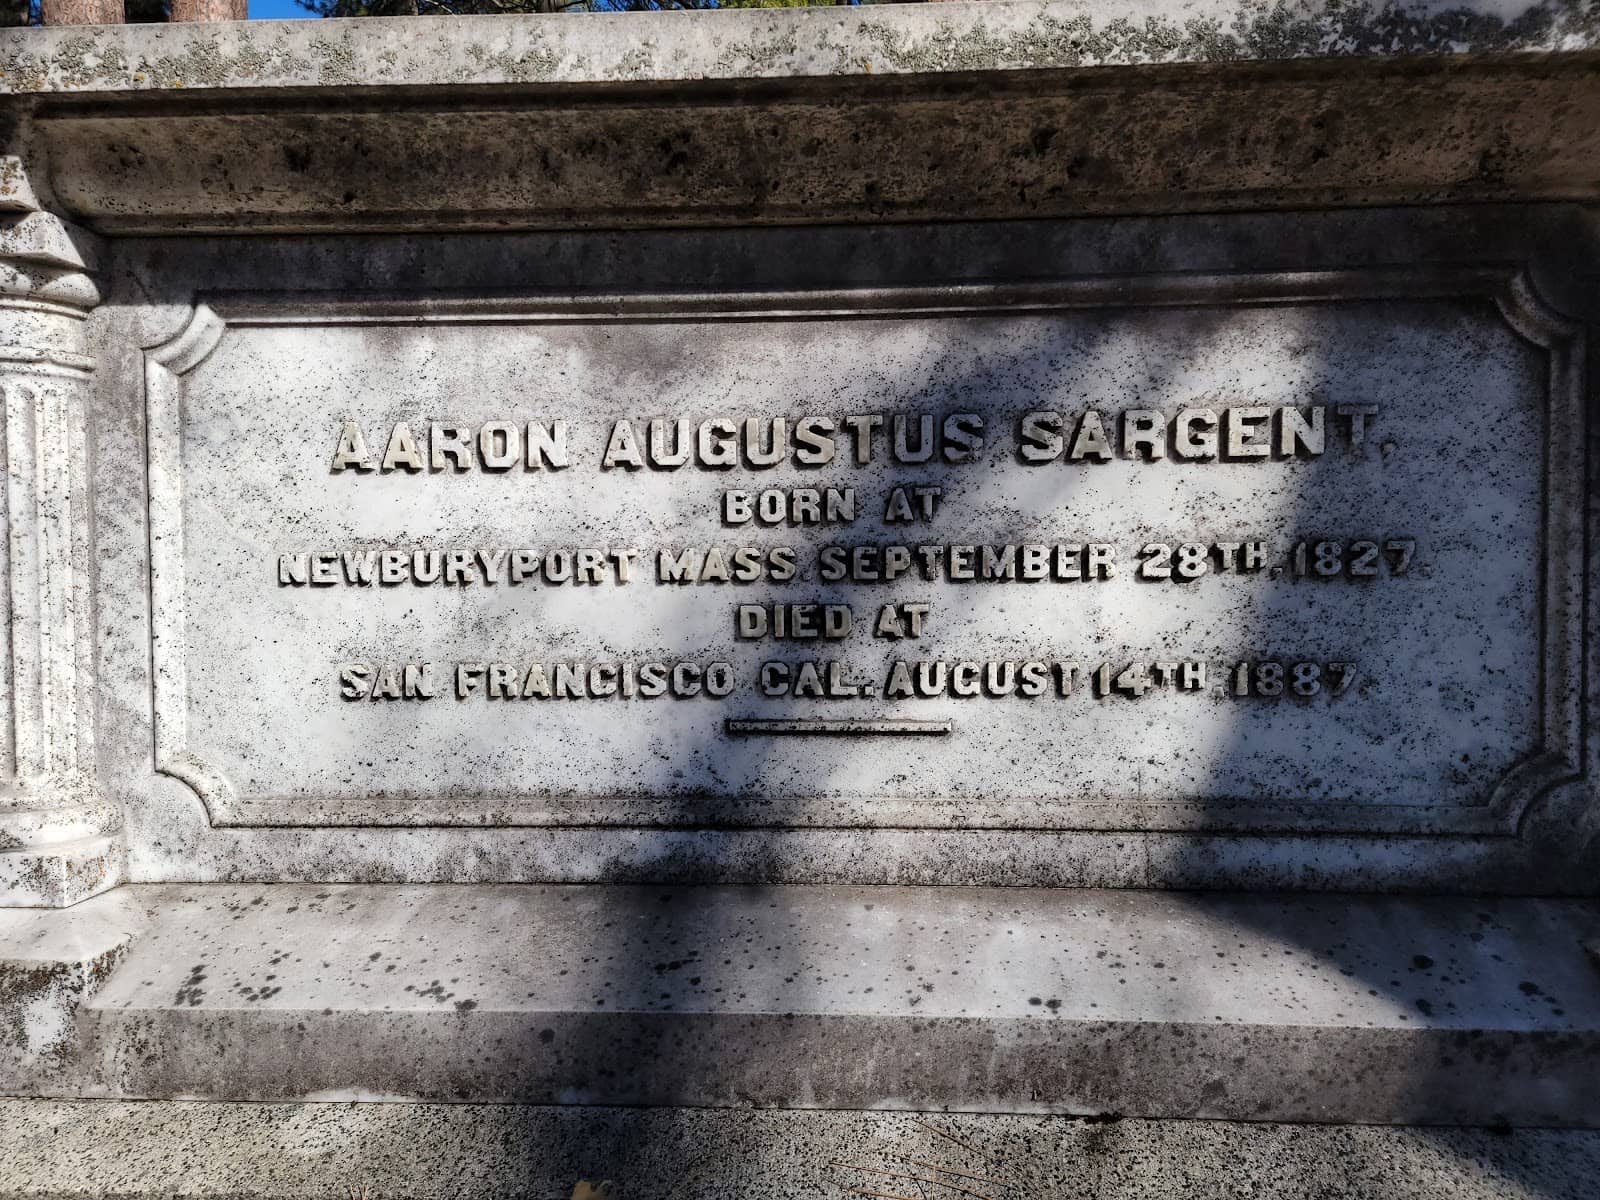 AARON AUGUSTUS SARGENT,
BORN AT
NEWBURYPORT MASS. SEPTEMBER 28TH. 1827.
DIED AT
SAN FRANCISCO CAL. AUGUST 14TH. 1887